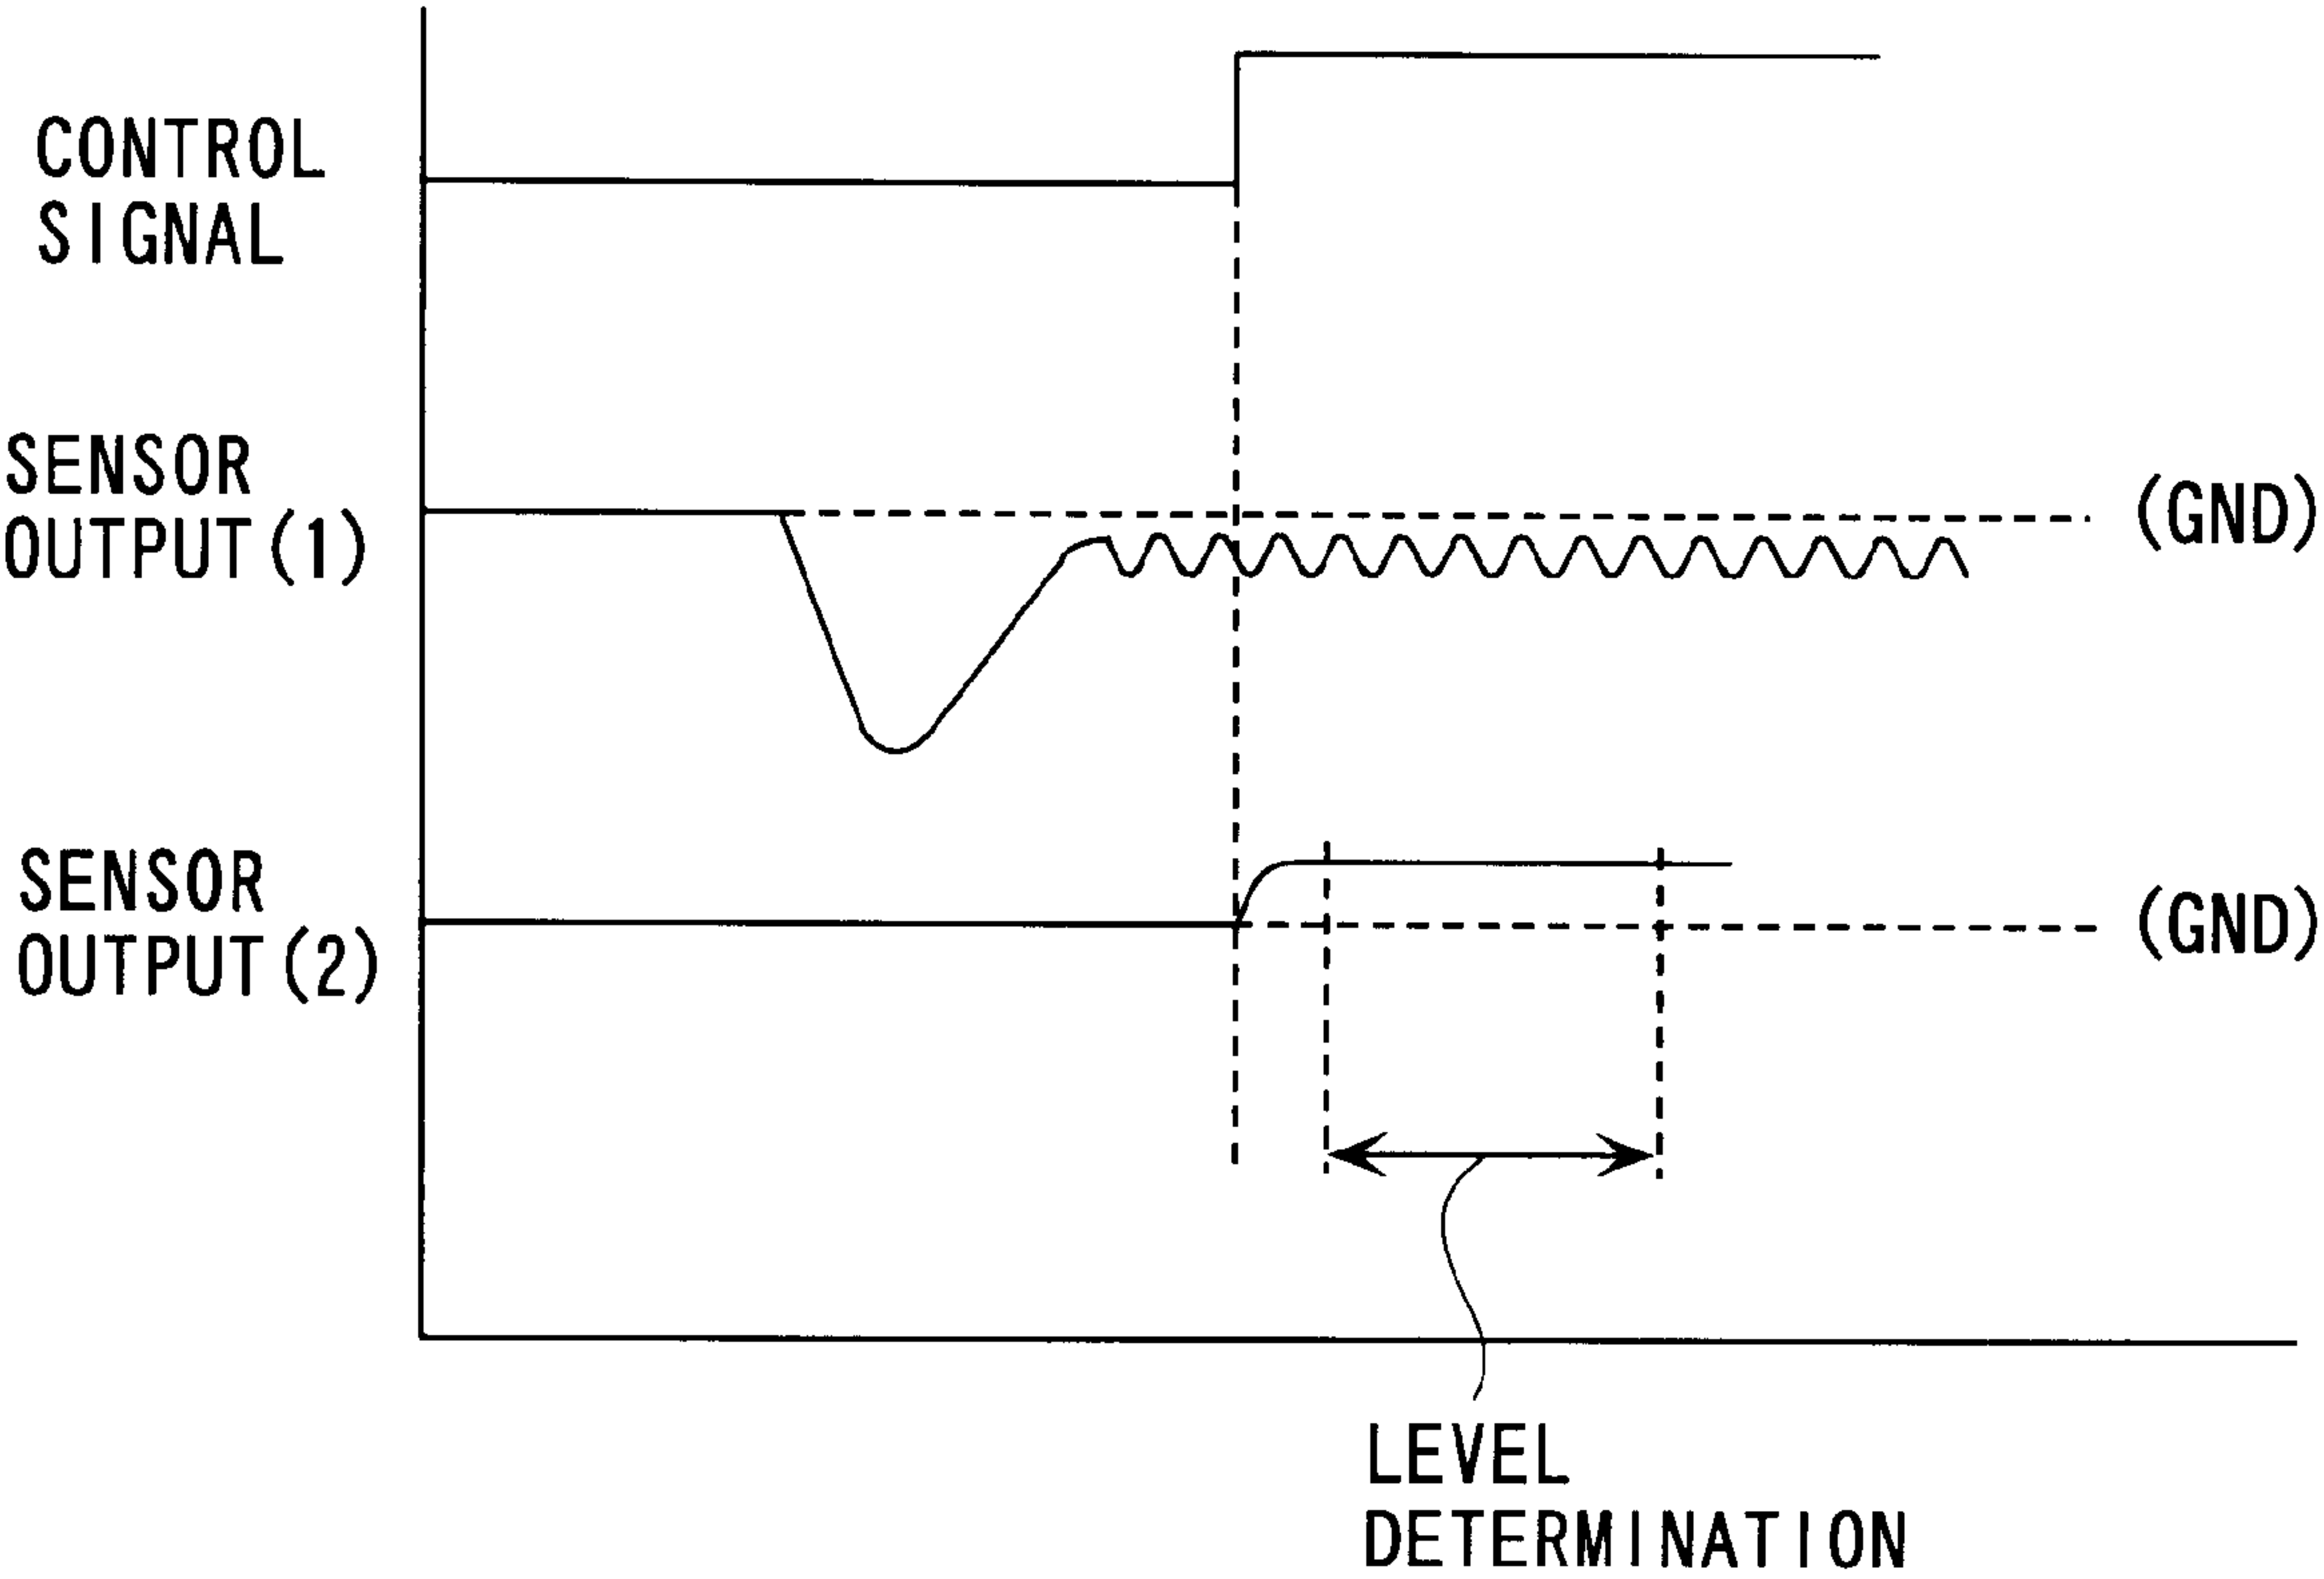 CONTROL
SIGNAL
SENSOR
OUTPUT(1)
(GND)
SENSOR
OUTPUT(2)
(GND)
LEVEL
DETERMINATION